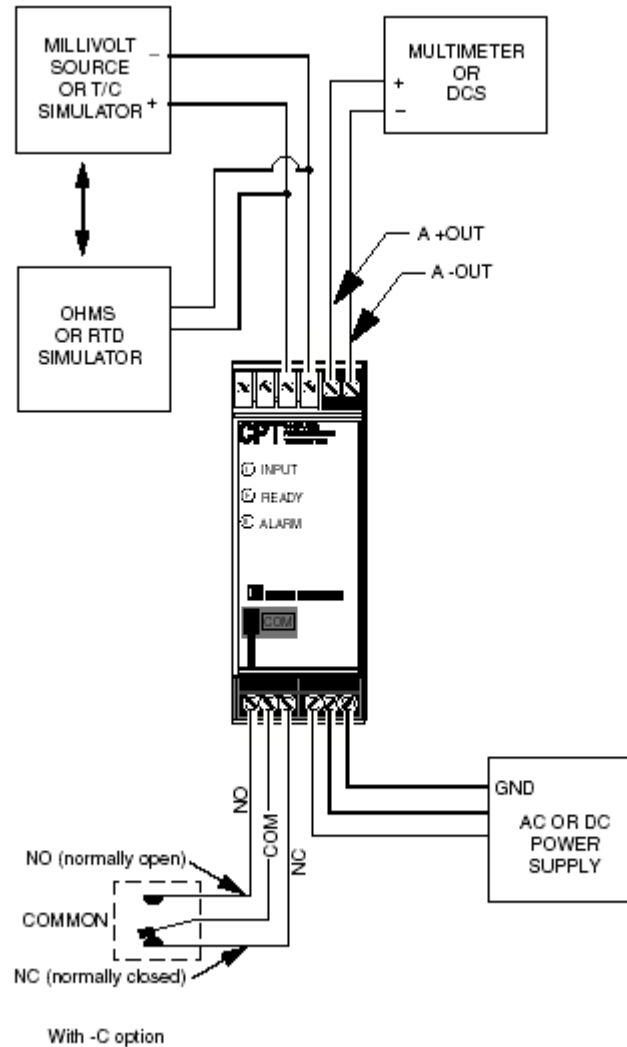 MILLIVOLT
SOURCE
OR T/C
SIMULATOR
–
+
MULTIMETER
OR
DCS
+
–
A +OUT
A -OUT
OHMS
OR RTD
SIMULATOR
CPT
INPUT
READY
ALARM
COM
NO
COM
NC
GND
AC OR DC
POWER
SUPPLY
NO (normally open)
COMMON
NC (normally closed)
With -C option